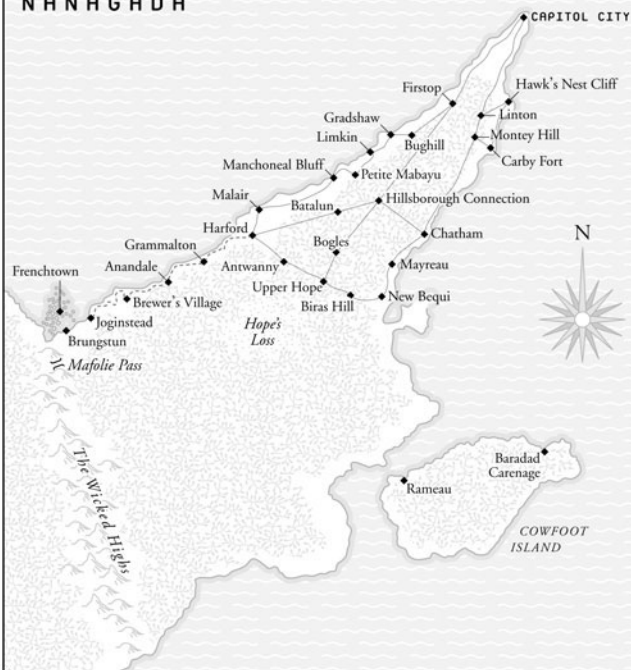 NANAGADA
CAPITOL CITY
Firstop
Hawk's Nest Cliff
Gradshaw
Linton
Limkin
Bughill
Montey Hill
Carby Fort
Manchoneal Bluff
Petite Mabayu
Malair
Batalun
Hillsborough Connection
Harford
Chatham
N
Grammalton
Bogles
Frenchtown
Anandale
Antwanny
Mayreau
Upper Hope
Brewer's Village
Biras Hill
New Bequi
Joginstead
Hope's
Loss
Brungstun
Mafolie Pass
The Wicked Highs
Baradad
Carenage
Rameau
COWFOOT
ISLAND